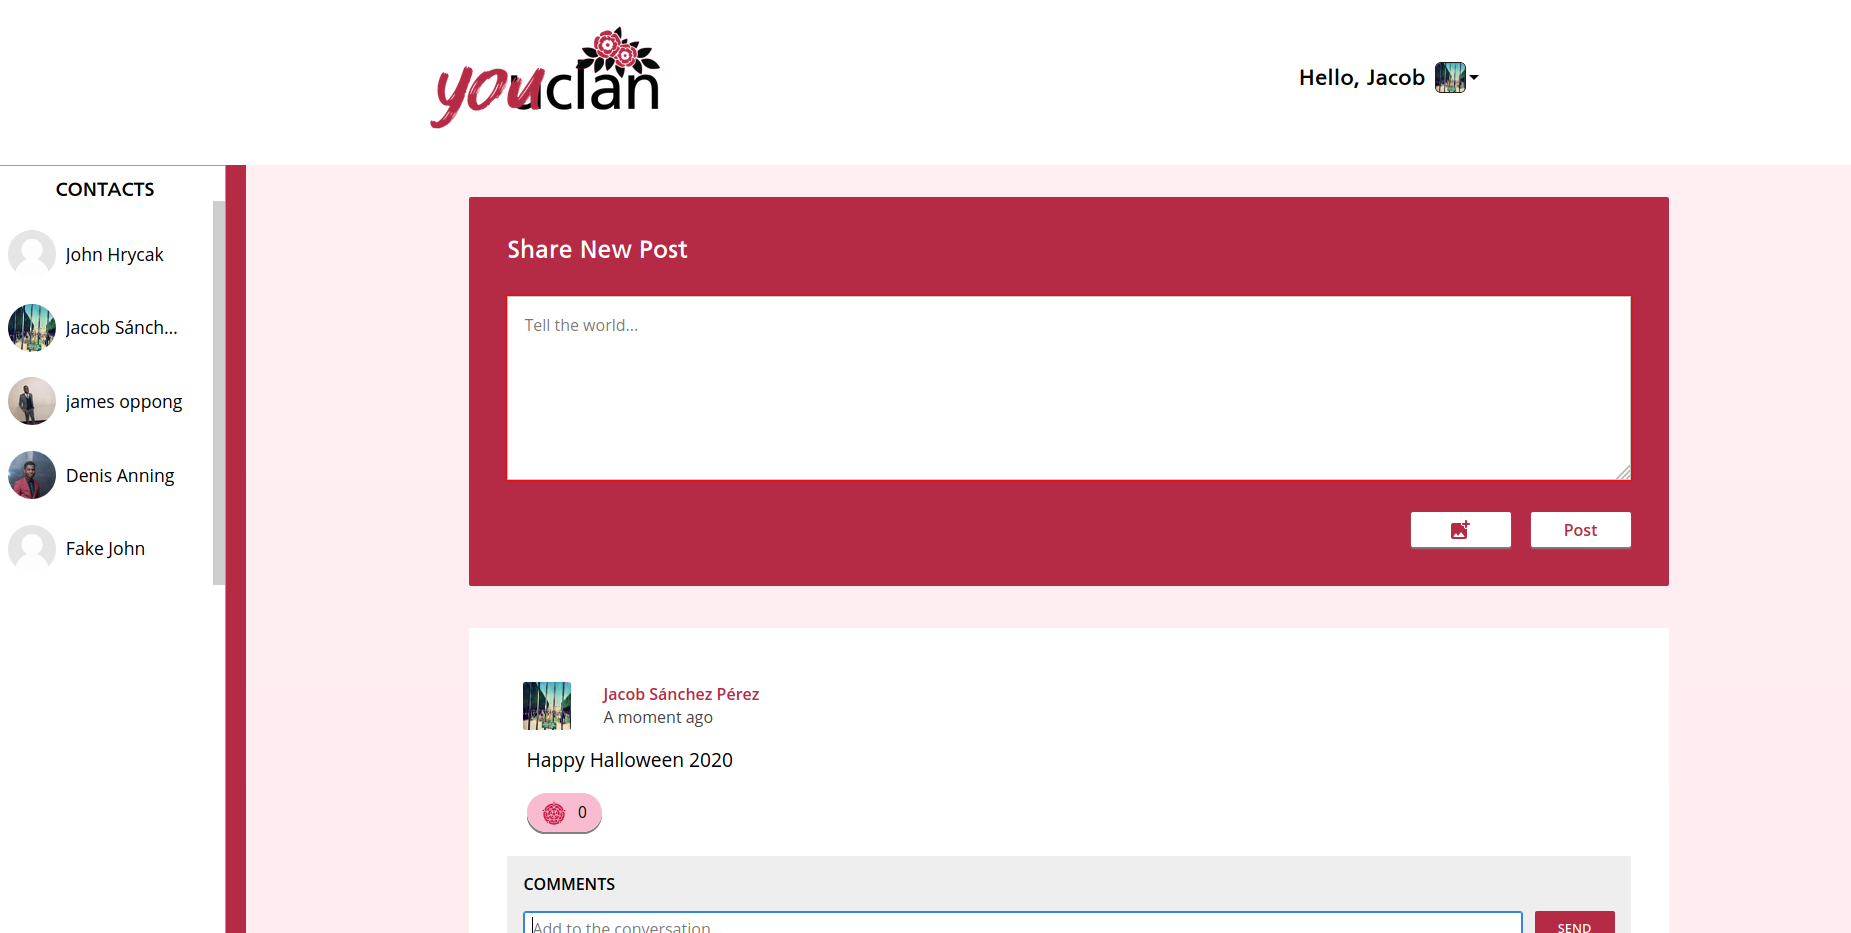 youclan
Hello, Jacob
CONTACTS
John Hrycak
Jacob Sánch...
james oppong
Denis Anning
Fake John
Share New Post
Tell the world...
Post
Jacob Sánchez Pérez
A moment ago
Happy Halloween 2020
0
COMMENTS
Add to the conversation
SEND